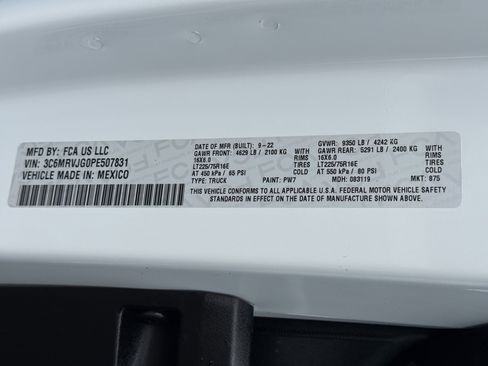 MFD BY: FCA US LLC
VIN: 3C6MRVJG0PE507831
VEHICLE MADE IN: MEXICO
DATE OF MFR (BUILT): 9-22 GVWR: 9350 LB / 4242 KG
GAWR FRONT: 4629 LB / 2100 KG GAWR REAR: 5291 LB / 2400 KG
16X6.0 16X6.0
LT225/75R16E TIRES LT225/75R16E TIRES
AT 450 kPa / 65 PSI COLD AT 550 kPa / 80 PSI COLD
TYPE: TRUCK PAINT: PW7 MDH: 083119 MKT: 875
THIS VEHICLE CONFORMS TO ALL APPLICABLE U.S.A. FEDERAL MOTOR VEHICLE SAFETY
STANDARDS IN EFFECT ON THE DATE OF MANUFACTURE SHOWN ABOVE.